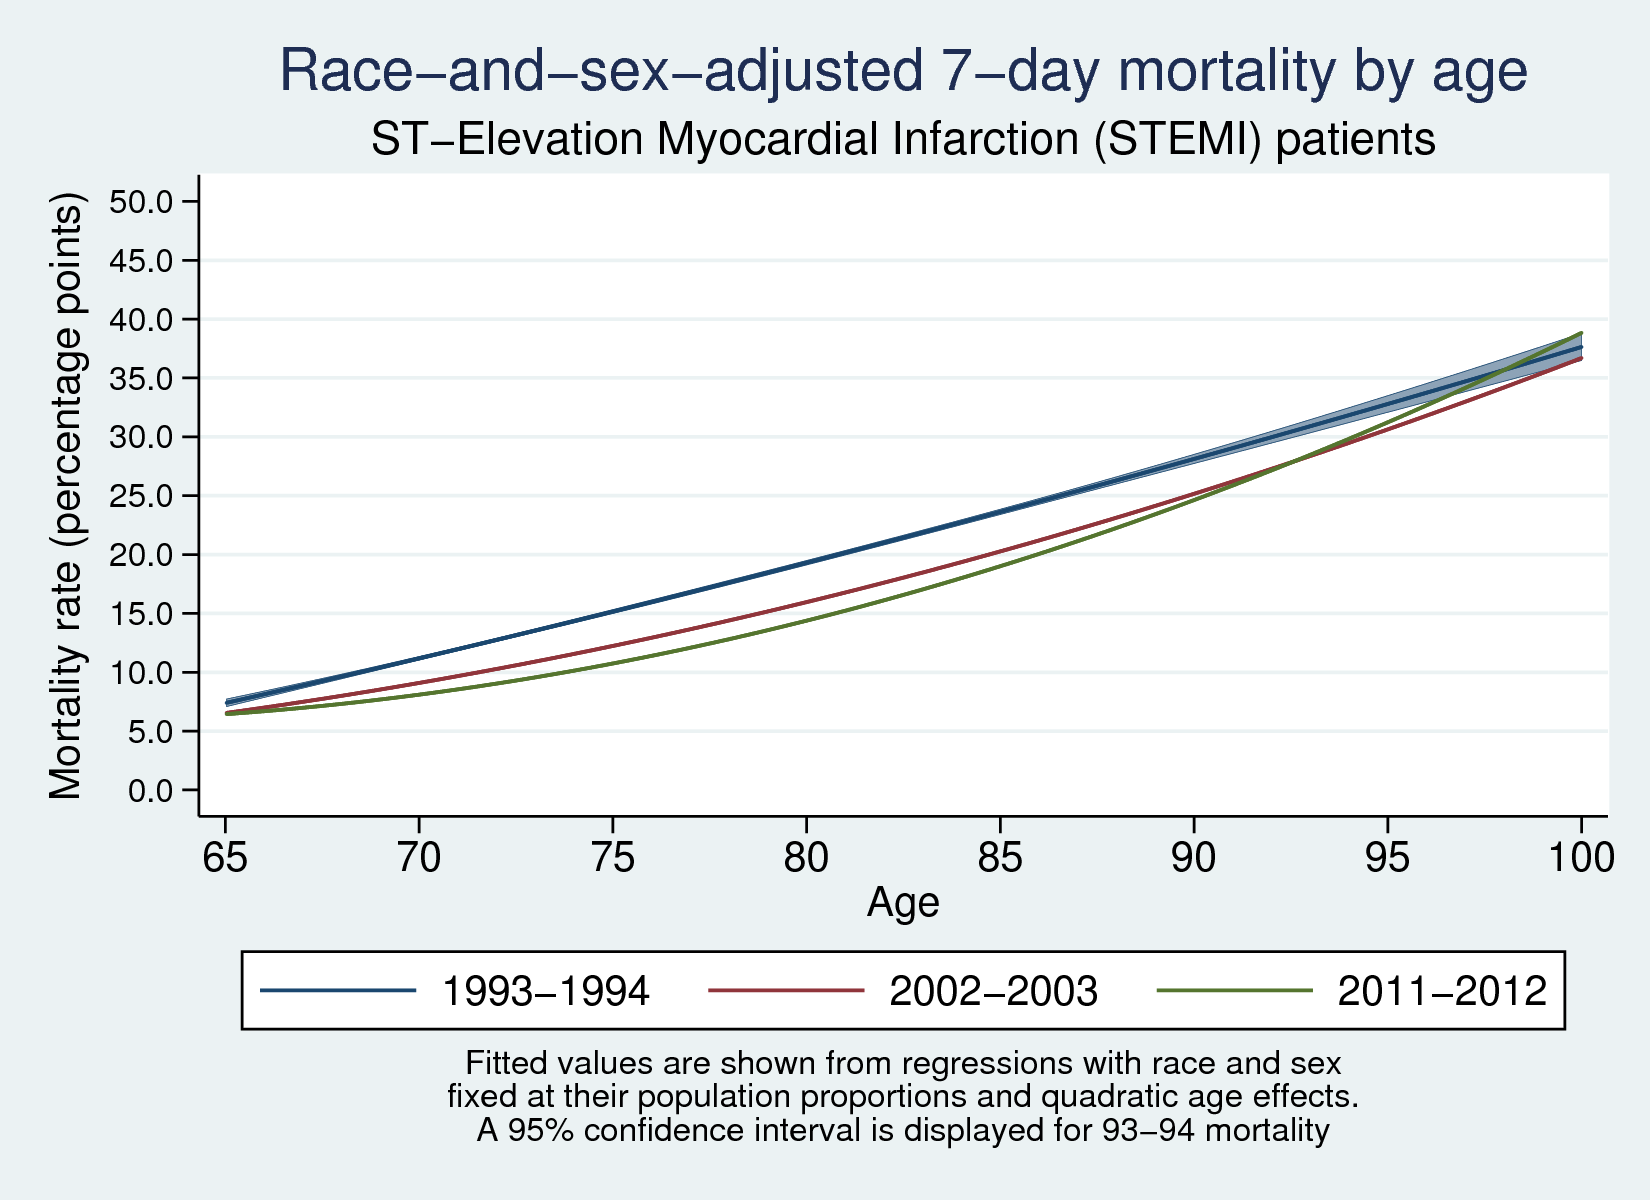 Race–and–sex–adjusted 7–day mortality by age
ST–Elevation Myocardial Infarction (STEMI) patients
Mortality rate (percentage points)
50.0
45.0
40.0
35.0
30.0
25.0
20.0
15.0
10.0
5.0
0.0
65 70 75 80 85 90 95 100
Age
1993–1994 2002–2003 2011–2012
Fitted values are shown from regressions with race and sex
fixed at their population proportions and quadratic age effects.
A 95% confidence interval is displayed for 93–94 mortality